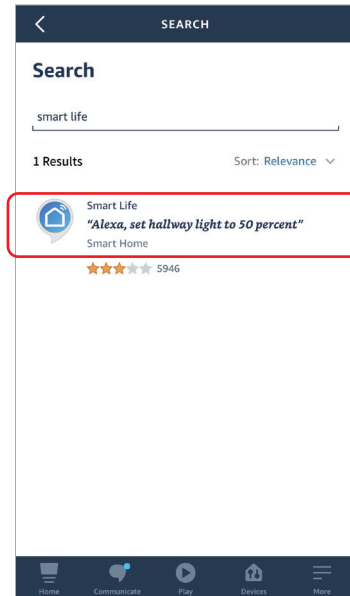 SEARCH
Search
smart life
1 Results Sort: Relevance
Smart Life
“Alexa, set hallway light to 50 percent”
Smart Home
5946
Home Communicate Play Devices More